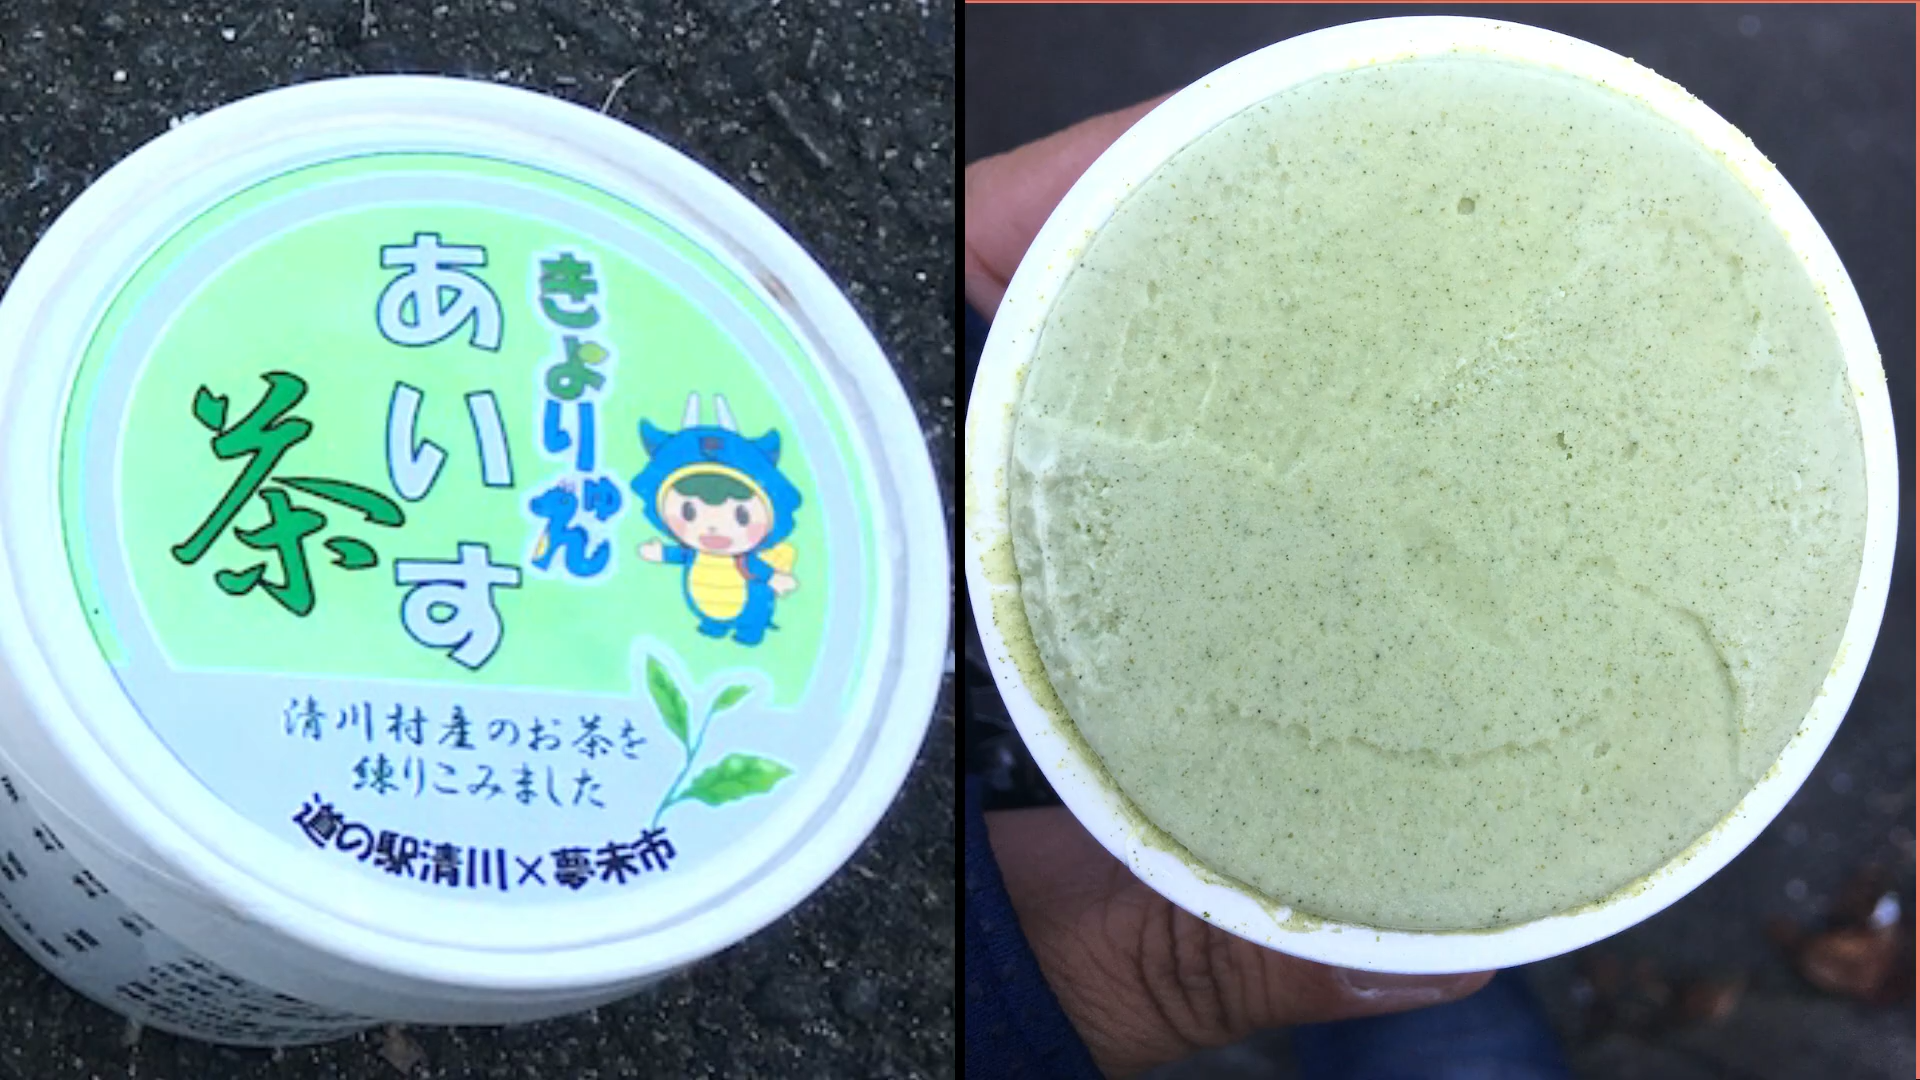 きよりゅん
あいす
茶
清川村産のお茶を
練りこみました
道の駅清川×夢未市